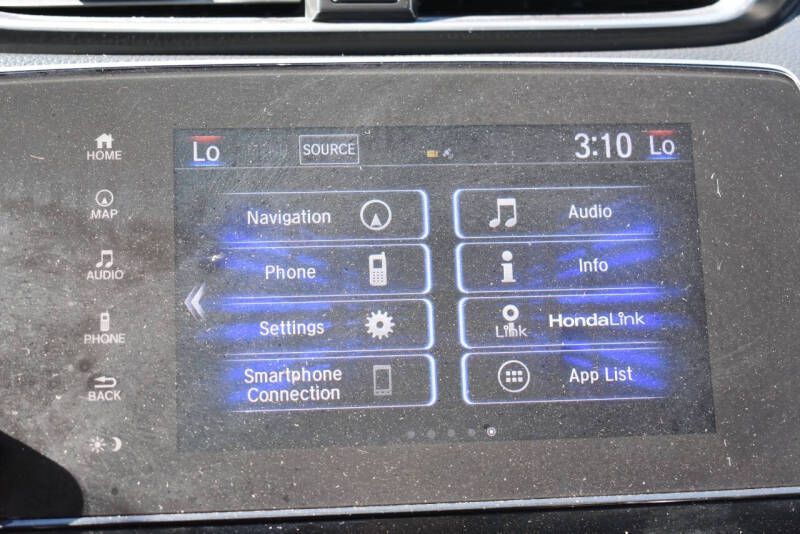 Lo
SOURCE
3:10
Lo
HOME
MAP
AUDIO
PHONE
BACK
Navigation
Audio
Phone
Info
Settings
Link
HondaLink
Smartphone
Connection
App List